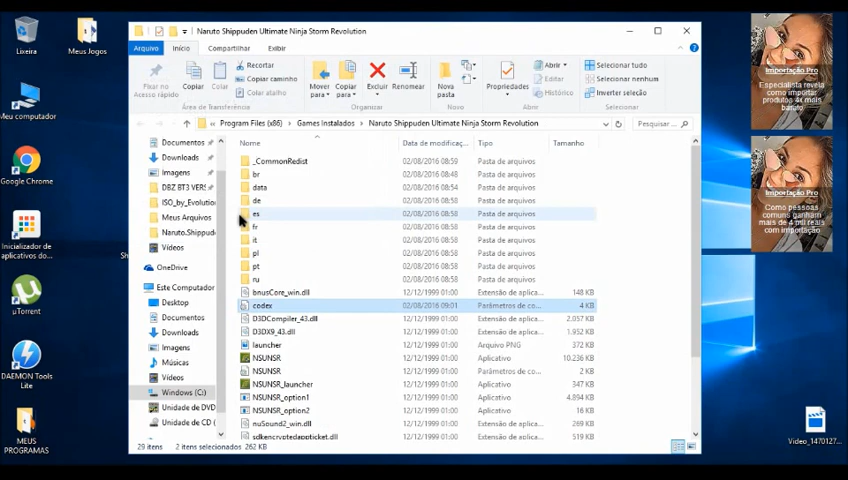 Naruto Shippuden Ultimate Ninja Storm Revolution
Arquivo
Início
Compartilhar
Exibir
Fixar no
Acesso rápido
Copiar
Colar
Recortar
Copiar caminho
Colar atalho
Área de Transferência
Mover
para
Copiar
para
Excluir
Renomear
Organizar
Nova
pasta
Novo
Propriedades
Abrir
Editar
Histórico
Abrir
Selecionar tudo
Selecionar nenhum
Inverter seleção
Selecionar
« Program Files (x86) › Games Instalados › Naruto Shippuden Ultimate Ninja Storm Revolution
Pesquisar ...
Nome
Data de modificaç...
Tipo
Tamanho
_CommonRedist 02/08/2016 08:59 Pasta de arquivos
br 02/08/2016 08:48 Pasta de arquivos
data 02/08/2016 08:54 Pasta de arquivos
de 02/08/2016 08:58 Pasta de arquivos
es 02/08/2016 08:58 Pasta de arquivos
fr 02/08/2016 08:58 Pasta de arquivos
it 02/08/2016 08:58 Pasta de arquivos
pl 02/08/2016 08:58 Pasta de arquivos
pt 02/08/2016 08:58 Pasta de arquivos
ru 02/08/2016 08:58 Pasta de arquivos
bnusCore_win.dll 12/12/1999 01:00 Extensão de aplica... 148 KB
codex 02/08/2016 09:01 Parâmetros de co... 4 KB
D3DCompiler_43.dll 12/12/1999 01:00 Extensão de aplica... 2.057 KB
D3DX9_43.dll 12/12/1999 01:00 Extensão de aplica... 1.952 KB
launcher 12/12/1999 01:00 Arquivo PNG 372 KB
NSUNSR 12/12/1999 01:00 Aplicativo 10.236 KB
NSUNSR 12/12/1999 01:00 Parâmetros de co... 2 KB
NSUNSR_launcher 12/12/1999 01:00 Aplicativo 347 KB
NSUNSR_option1 12/12/1999 01:00 Aplicativo 4,894 KB
NSUNSR_option2 12/12/1999 01:00 Aplicativo 16 KB
nuSound2_win.dll 12/12/1999 01:00 Extensão de aplica... 269 KB
sdkencryptedappticket.dll 12/12/1999 01:00 Extensão de aplica... 519 KB
Documentos
Downloads
Imagens
DBZ BT3 VERS
ISO_by_Evolution
Meus Arquivos
Naruto.Shippud
Vídeos
OneDrive
Este Computador
Desktop
Documentos
Downloads
Imagens
Músicas
Vídeos
Windows (C:)
Unidade de DVD
Unidade de CD (
29 itens
2 itens selecionados 262 KB
Lixeira
Meus Jogos
Meu computador
Google Chrome
Inicializador de
aplicativos do...
µTorrent
DAEMON Tools
Lite
MEUS
PROGRAMAS
Sh
Importação Pro
Especialista revela
como importar
produtos 4x mais
barato
Importação Pro
Como pessoas
comuns ganham
mais de 4 mil reais
com importação
Video_1470127...